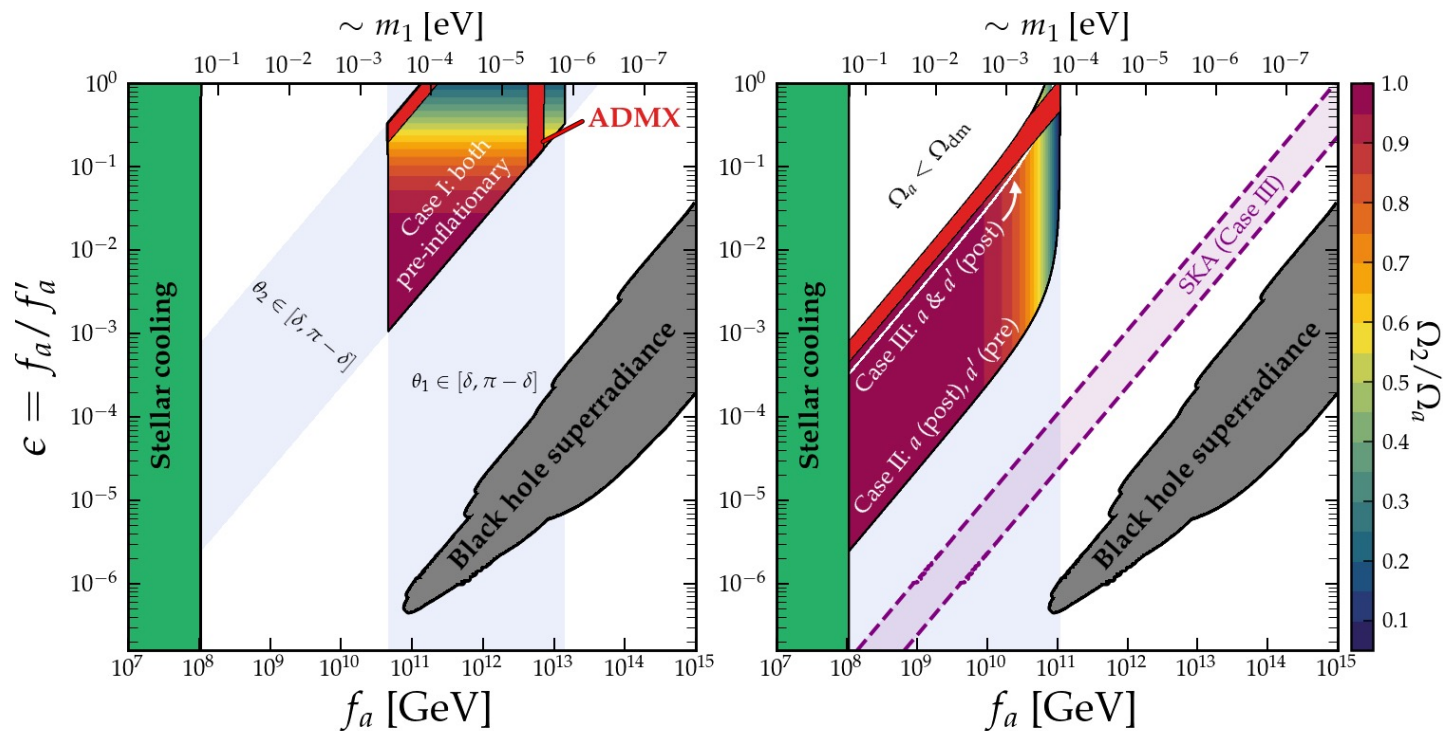 ~ m₁ [eV]
10⁻¹ 10⁻² 10⁻³ 10⁻⁴ 10⁻⁵ 10⁻⁶ 10⁻⁷
10⁰
10⁻¹
10⁻²
10⁻³
10⁻⁴
10⁻⁵
10⁻⁶
ϵ = fₐ/fₐ′
Stellar cooling
ADMX
Case I: both
pre-inflationary
θ₂ ∈ [δ, π − δ]
θ₁ ∈ [δ, π − δ]
Black hole superradiance
10⁷ 10⁸ 10⁹ 10¹⁰ 10¹¹ 10¹² 10¹³ 10¹⁴ 10¹⁵
fₐ [GeV]
~ m₁ [eV]
10⁻¹ 10⁻² 10⁻³ 10⁻⁴ 10⁻⁵ 10⁻⁶ 10⁻⁷
Stellar cooling
Ωₐ < Ω_dm
Case III: a & a′ (post)
Case II: a (post), a′ (pre)
SKA (Case III)
Black hole superradiance
10⁷ 10⁸ 10⁹ 10¹⁰ 10¹¹ 10¹² 10¹³ 10¹⁴ 10¹⁵
fₐ [GeV]
1.0
0.9
0.8
0.7
0.6
0.5
0.4
0.3
0.2
0.1
Ω₂/Ωₐ